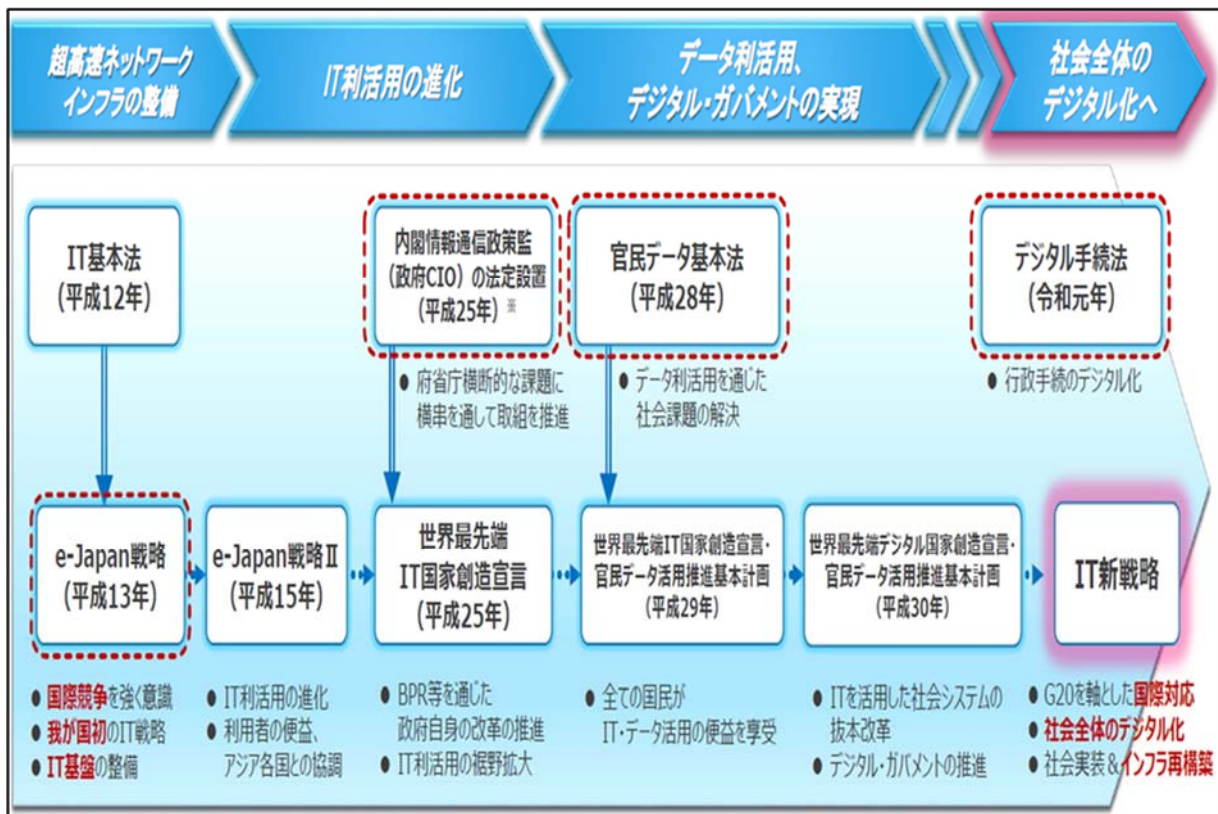 超高速ネットワーク
インフラの整備
IT利活用の進化
データ利活用、
デジタル・ガバメントの実現
社会全体の
デジタル化へ
IT基本法
(平成12年)
内閣情報通信政策監
(政府CIO)の法定設置
(平成25年)※
官民データ基本法
(平成28年)
デジタル手続法
(令和元年)
● 府省庁横断的な課題に
横串を通して取組を推進
● データ利活用を通じた
社会課題の解決
● 行政手続のデジタル化
e-Japan戦略
(平成13年)
e-Japan戦略Ⅱ
(平成15年)
世界最先端
IT国家創造宣言
(平成25年)
世界最先端IT国家創造宣言・
官民データ活用推進基本計画
(平成29年)
世界最先端デジタル国家創造宣言・
官民データ活用推進基本計画
(平成30年)
IT新戦略
● 国際競争を強く意識
● 我が国初のIT戦略
● IT基盤の整備
● IT利活用の進化
● 利用者の便益、
アジア各国との協調
● BPR等を通じた
政府自身の改革の推進
● IT利活用の裾野拡大
● 全ての国民が
IT・データ活用の便益を享受
● ITを活用した社会システムの
抜本改革
● デジタル・ガバメントの推進
● G20を軸とした国際対応
● 社会全体のデジタル化
● 社会実装＆インフラ再構築